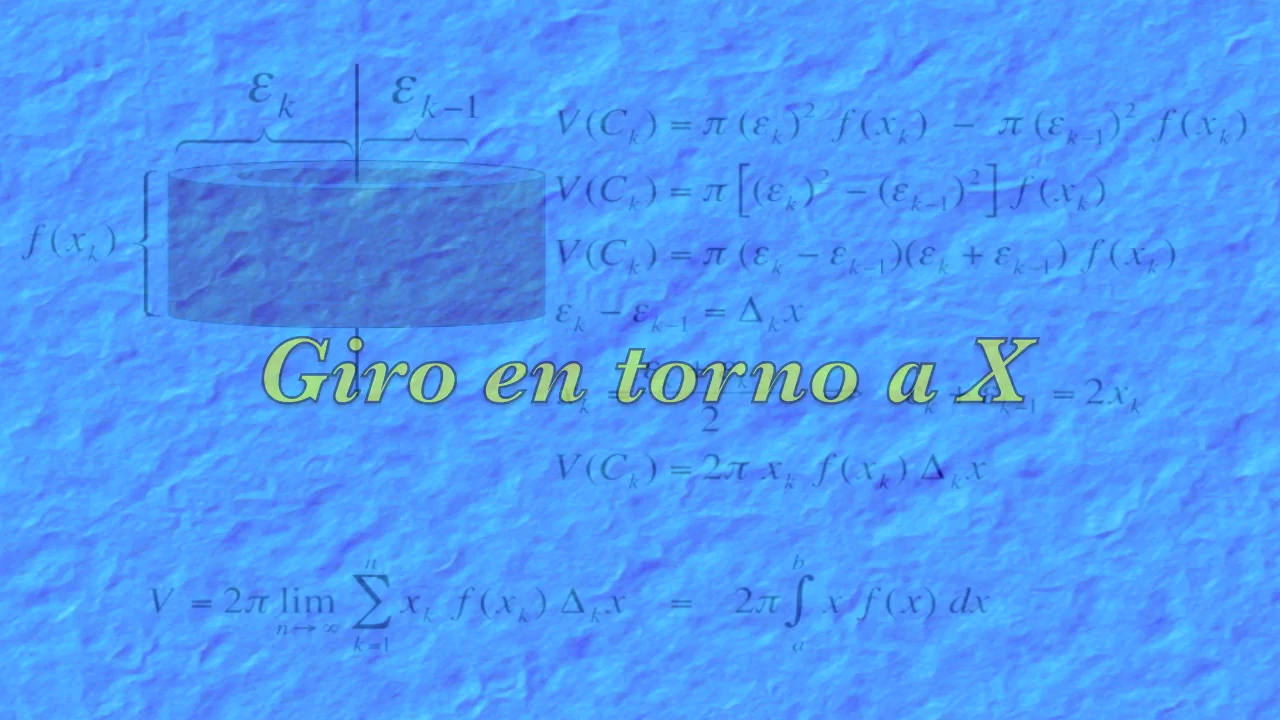 ε_k ε_{k-1}
f(x_k)
V(C_k) = π (ε_k)² f(x_k) − π (ε_{k-1})² f(x_k)
V(C_k) = π [(ε_k)² − (ε_{k-1})²] f(x_k)
V(C_k) = π (ε_k − ε_{k-1})(ε_k + ε_{k-1}) f(x_k)
ε_k − ε_{k-1} = Δ_k x
Giro en torno a X
2 = 2x_k
V(C_k) = 2π x_k f(x_k) Δ_k x
V = 2π lim_{n→∞} ∑_{k=1}^{n} x_k f(x_k) Δ_k x = 2π ∫_a^b x f(x) dx